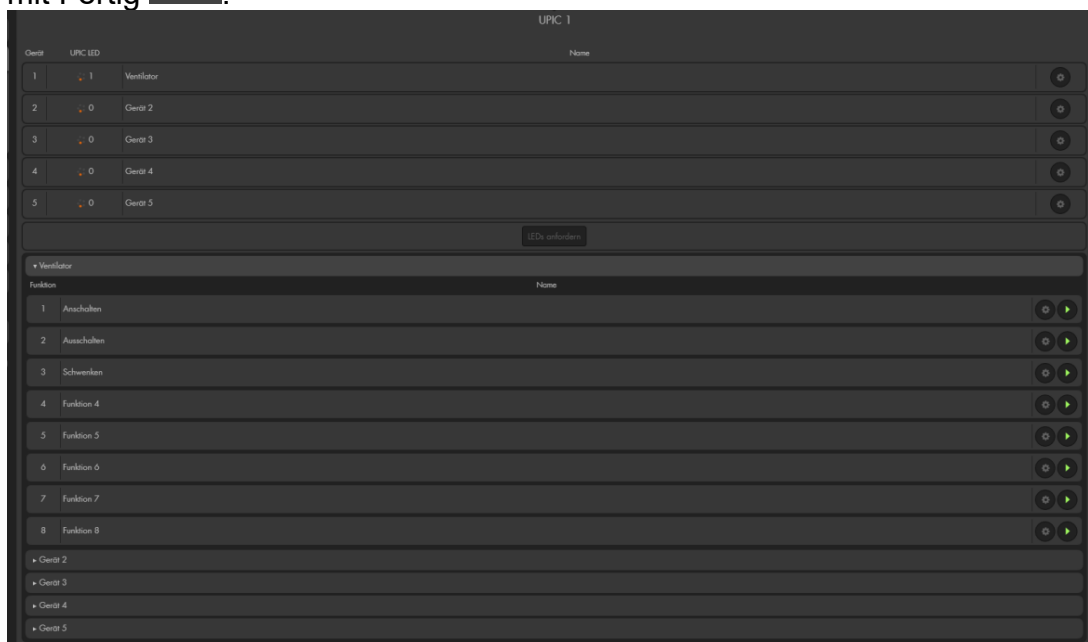 UPIC 1
Gerät UPIC LED Name
1 1 Ventilator
2 0 Gerät 2
3 0 Gerät 3
4 0 Gerät 4
5 0 Gerät 5
LEDs anfordern
▾ Ventilator
Funktion Name
1 Anschalten
2 Ausschalten
3 Schwenken
4 Funktion 4
5 Funktion 5
6 Funktion 6
7 Funktion 7
8 Funktion 8
▸ Gerät 2
▸ Gerät 3
▸ Gerät 4
▸ Gerät 5